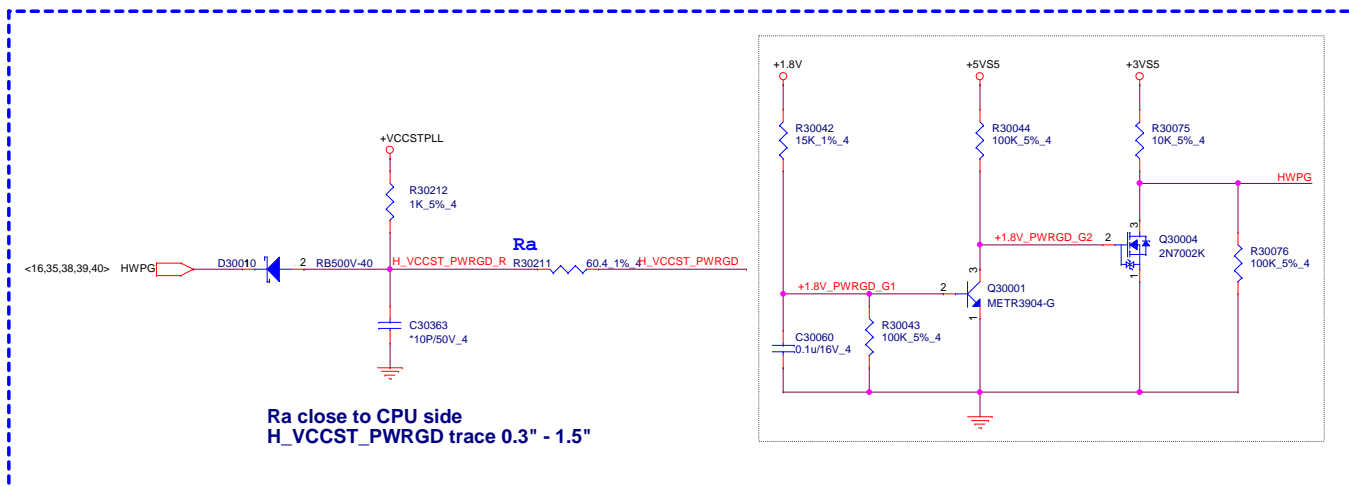 +VCCSTPLL
R30212
1K_5%_4
Ra
<16,35,38,39,40>
HWPG
D30010
1
2
RB500V-40
H_VCCST_PWRGD_R
R30211
60.4_1%_4
H_VCCST_PWRGD
C30363
*10P/50V_4
Ra close to CPU side
H_VCCST_PWRGD trace 0.3" - 1.5"
+1.8V
+5VS5
+3VS5
R30042
15K_1%_4
R30044
100K_5%_4
R30075
10K_5%_4
HWPG
+1.8V_PWRGD_G2
2
3
1
Q30004
2N7002K
R30076
100K_5%_4
+1.8V_PWRGD_G1
2
3
1
Q30001
METR3904-G
C30060
0.1u/16V_4
R30043
100K_5%_4